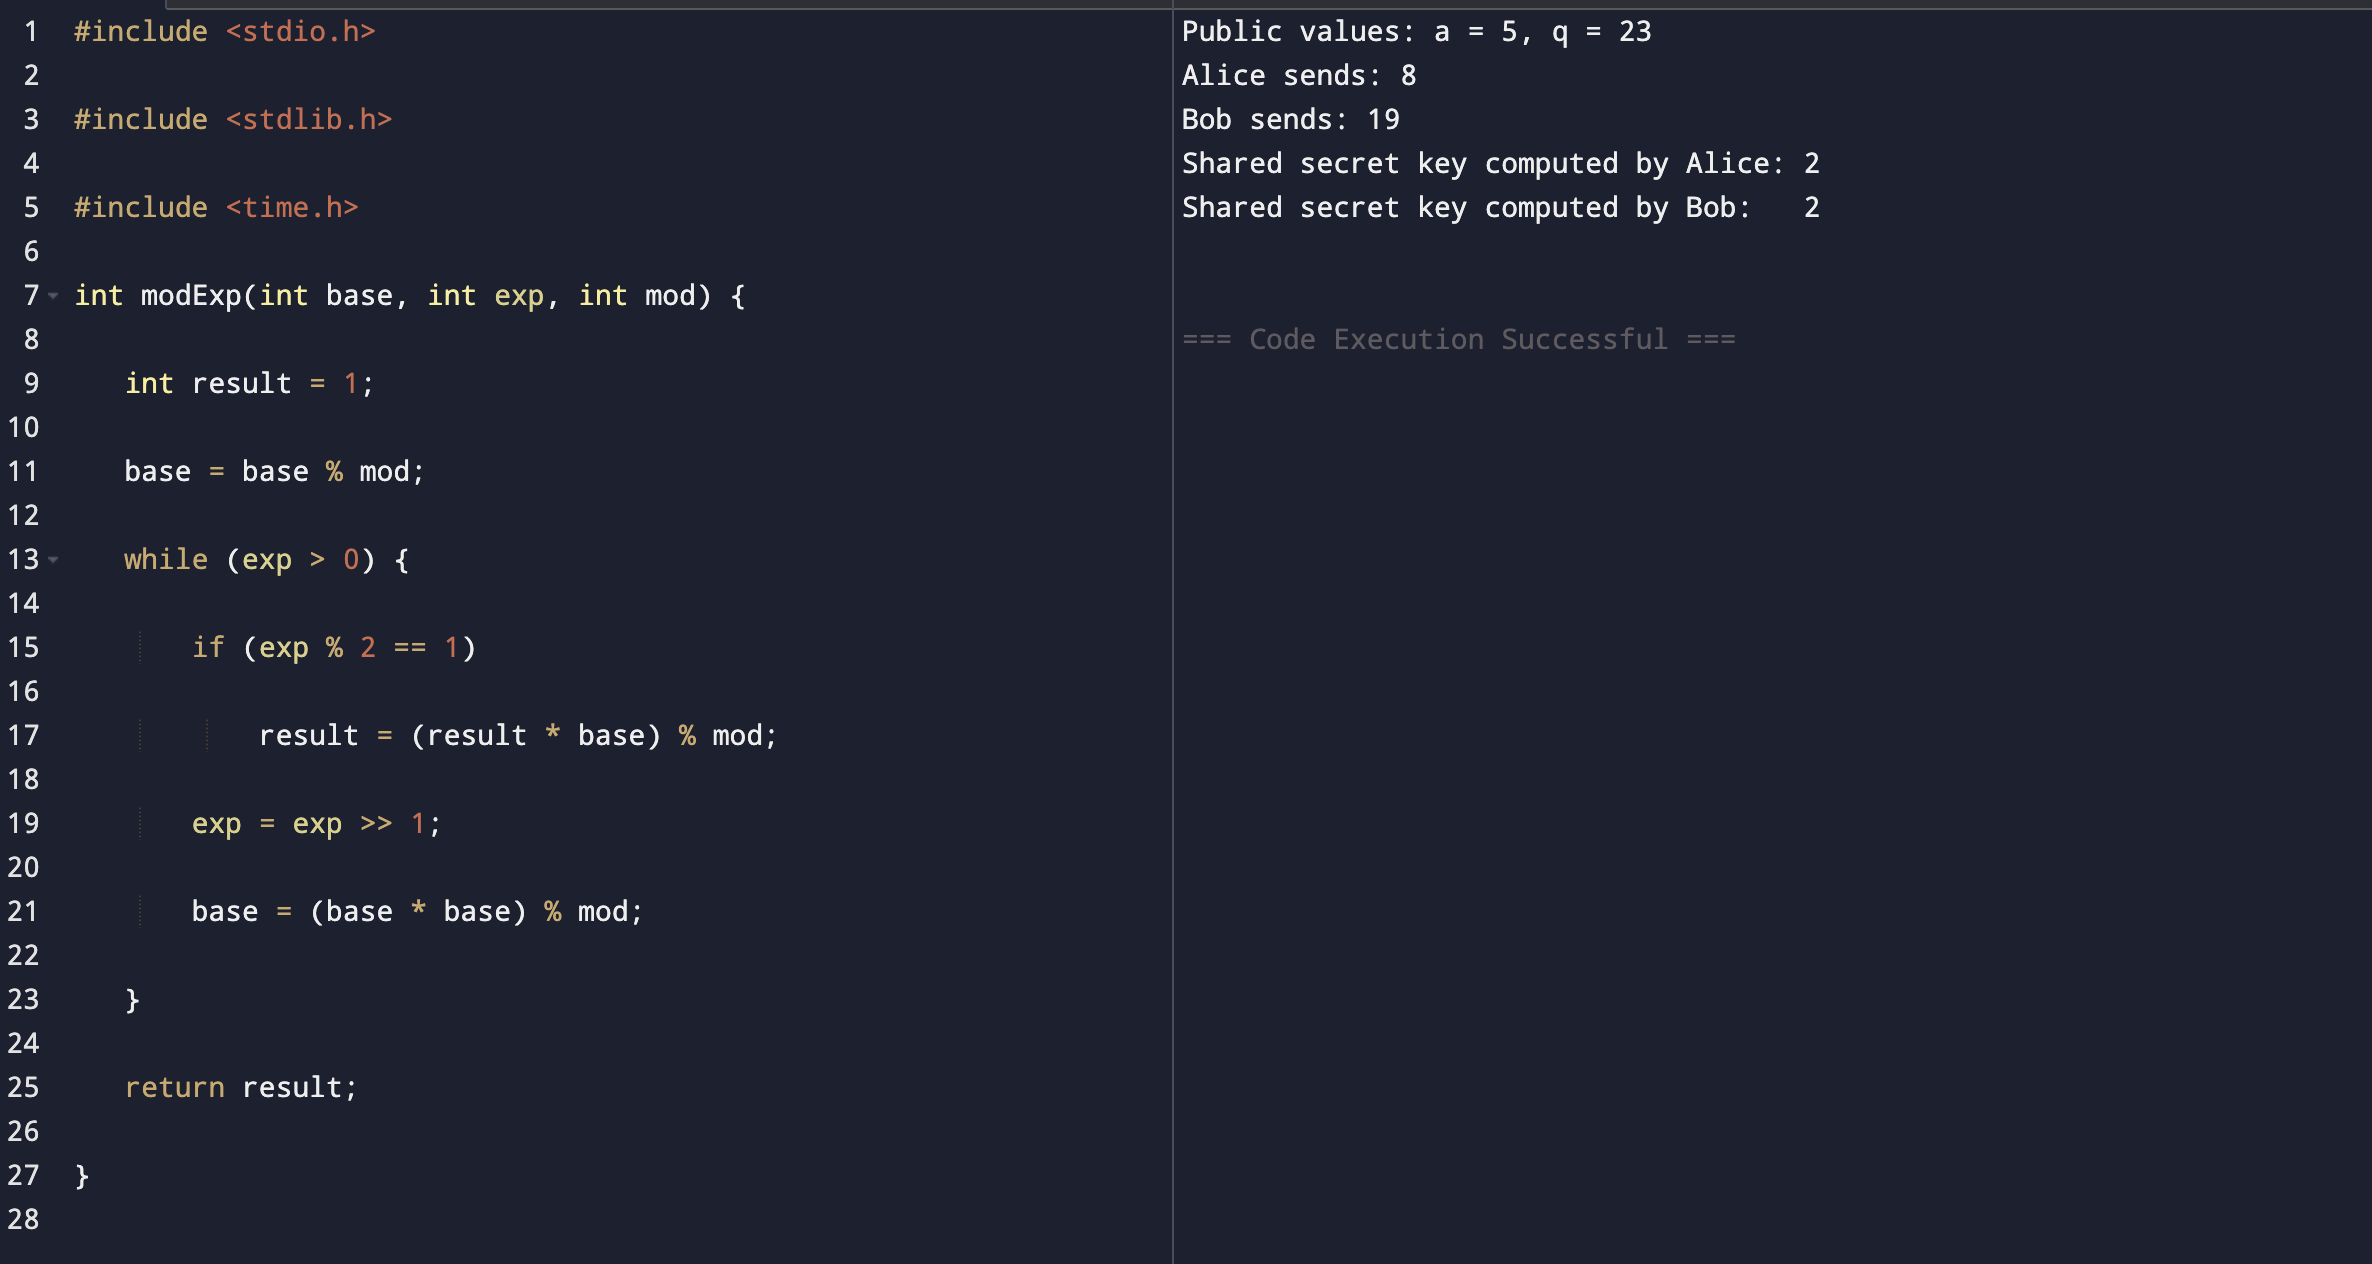 1 #include <stdio.h>
2
3 #include <stdlib.h>
4
5 #include <time.h>
6
7 int modExp(int base, int exp, int mod) {
8
9    int result = 1;
10
11    base = base % mod;
12
13    while (exp > 0) {
14
15        if (exp % 2 == 1)
16
17            result = (result * base) % mod;
18
19        exp = exp >> 1;
20
21        base = (base * base) % mod;
22
23    }
24
25    return result;
26
27 }
28
Public values: a = 5, q = 23
Alice sends: 8
Bob sends: 19
Shared secret key computed by Alice: 2
Shared secret key computed by Bob:   2
=== Code Execution Successful ===